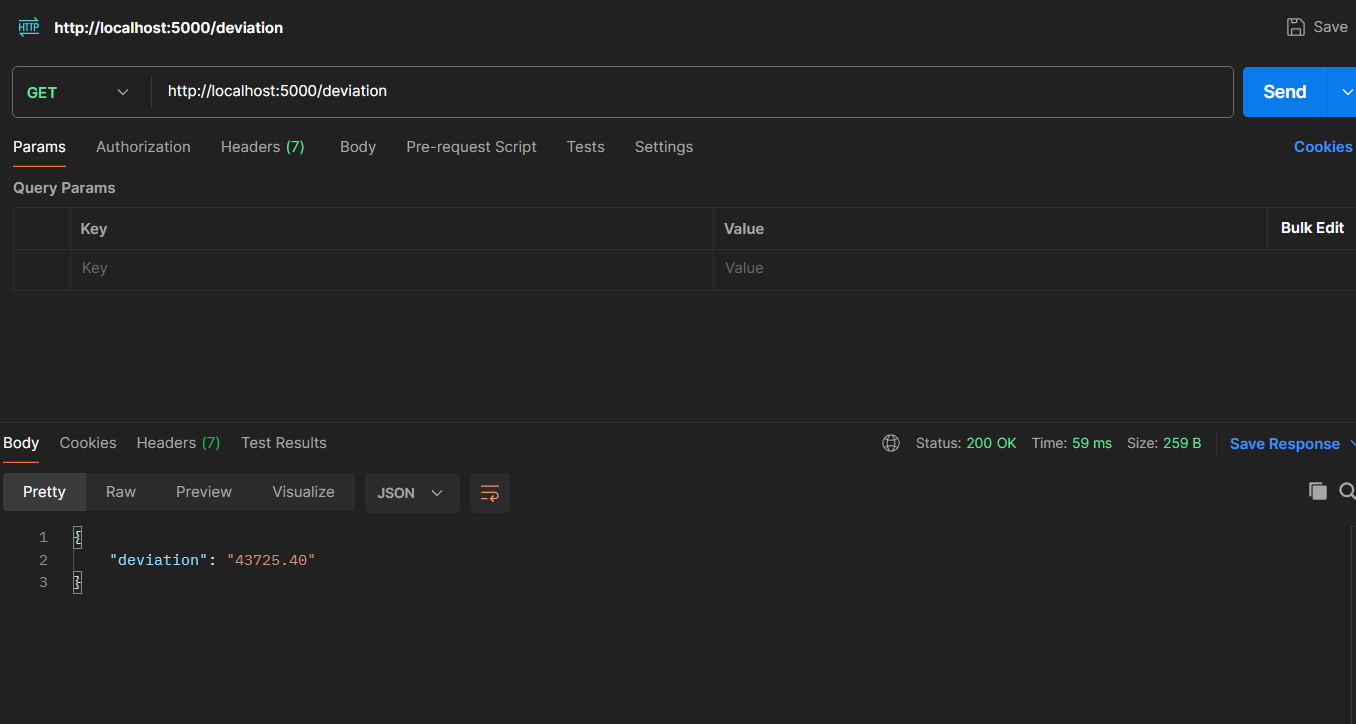 HTTP http://localhost:5000/deviation Save
GET http://localhost:5000/deviation Send
Params Authorization Headers (7) Body Pre-request Script Tests Settings Cookies
Query Params
Key Value Bulk Edit
Key Value
Body Cookies Headers (7) Test Results Status: 200 OK Time: 59 ms Size: 259 B Save Response
Pretty Raw Preview Visualize JSON
1 {
2 "deviation": "43725.40"
3 }